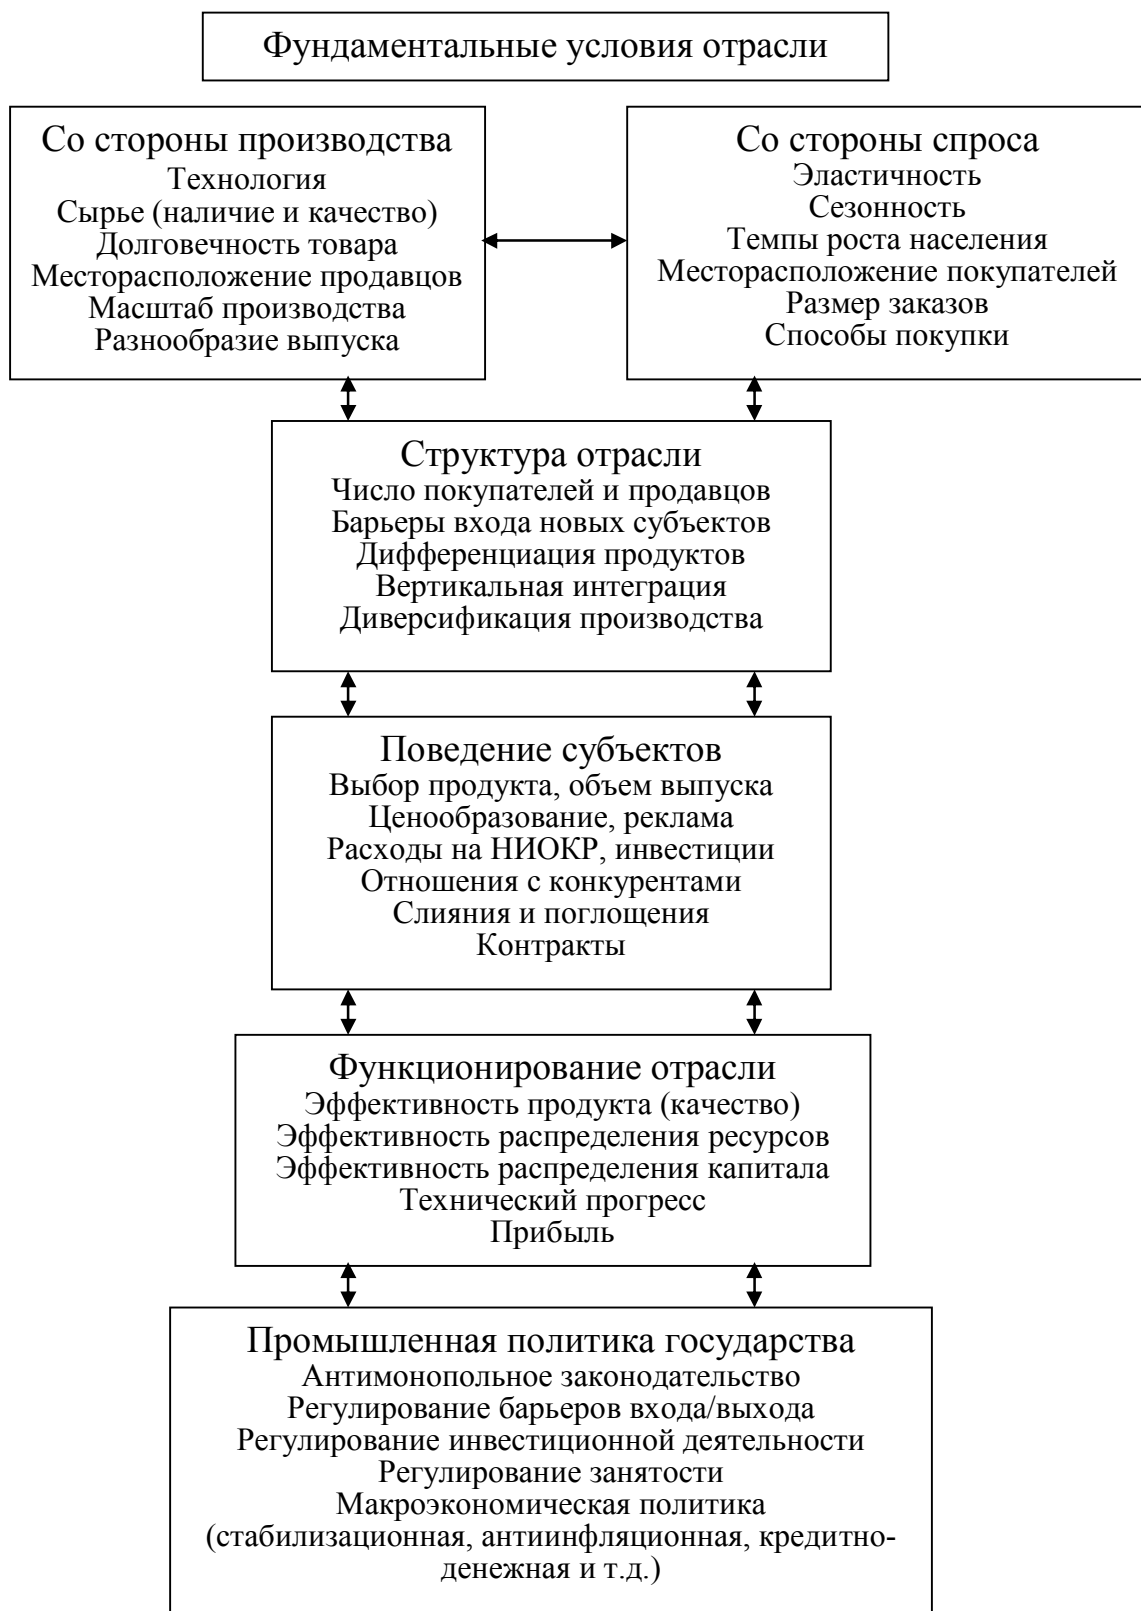 Фундаментальные условия отрасли
Со стороны производства
Технология
Сырье (наличие и качество)
Долговечность товара
Месторасположение продавцов
Масштаб производства
Разнообразие выпуска
Со стороны спроса
Эластичность
Сезонность
Темпы роста населения
Месторасположение покупателей
Размер заказов
Способы покупки
Структура отрасли
Число покупателей и продавцов
Барьеры входа новых субъектов
Дифференциация продуктов
Вертикальная интеграция
Диверсификация производства
Поведение субъектов
Выбор продукта, объем выпуска
Ценообразование, реклама
Расходы на НИОКР, инвестиции
Отношения с конкурентами
Слияния и поглощения
Контракты
Функционирование отрасли
Эффективность продукта (качество)
Эффективность распределения ресурсов
Эффективность распределения капитала
Технический прогресс
Прибыль
Промышленная политика государства
Антимонопольное законодательство
Регулирование барьеров входа/выхода
Регулирование инвестиционной деятельности
Регулирование занятости
Макроэкономическая политика
(стабилизационная, антиинфляционная, кредитно-
денежная и т.д.)